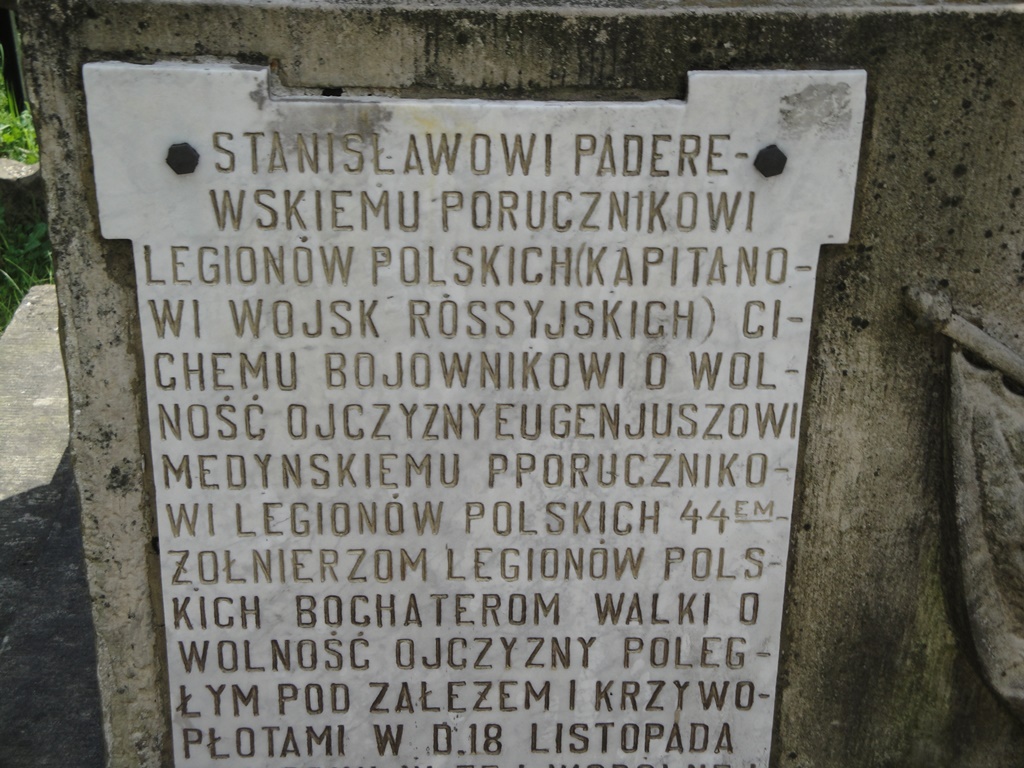 STANISŁAWOWI PADERE-
WSKIEMU PORUCZNIKOWI
LEGIONÓW POLSKICH(KAPITANO-
WI WOJSK ROSSYJSKICH) CI-
CHEMU BOJOWNIKOWI O WOL-
NOŚĆ OJCZYZNY EUGENJUSZOWI
MEDYNSKIEMU PPORUCZNIKO-
WI LEGIONÓW POLSKICH 44EM-
ŻOŁNIERZOM LEGIONÓW POLS-
KICH BOCHATEROM WALKI O
WOLNOŚĆ OJCZYZNY POLEG-
ŁYM POD ZAŁĘŻEM I KRZYWO-
PŁOTAMI W D.18 LISTOPADA